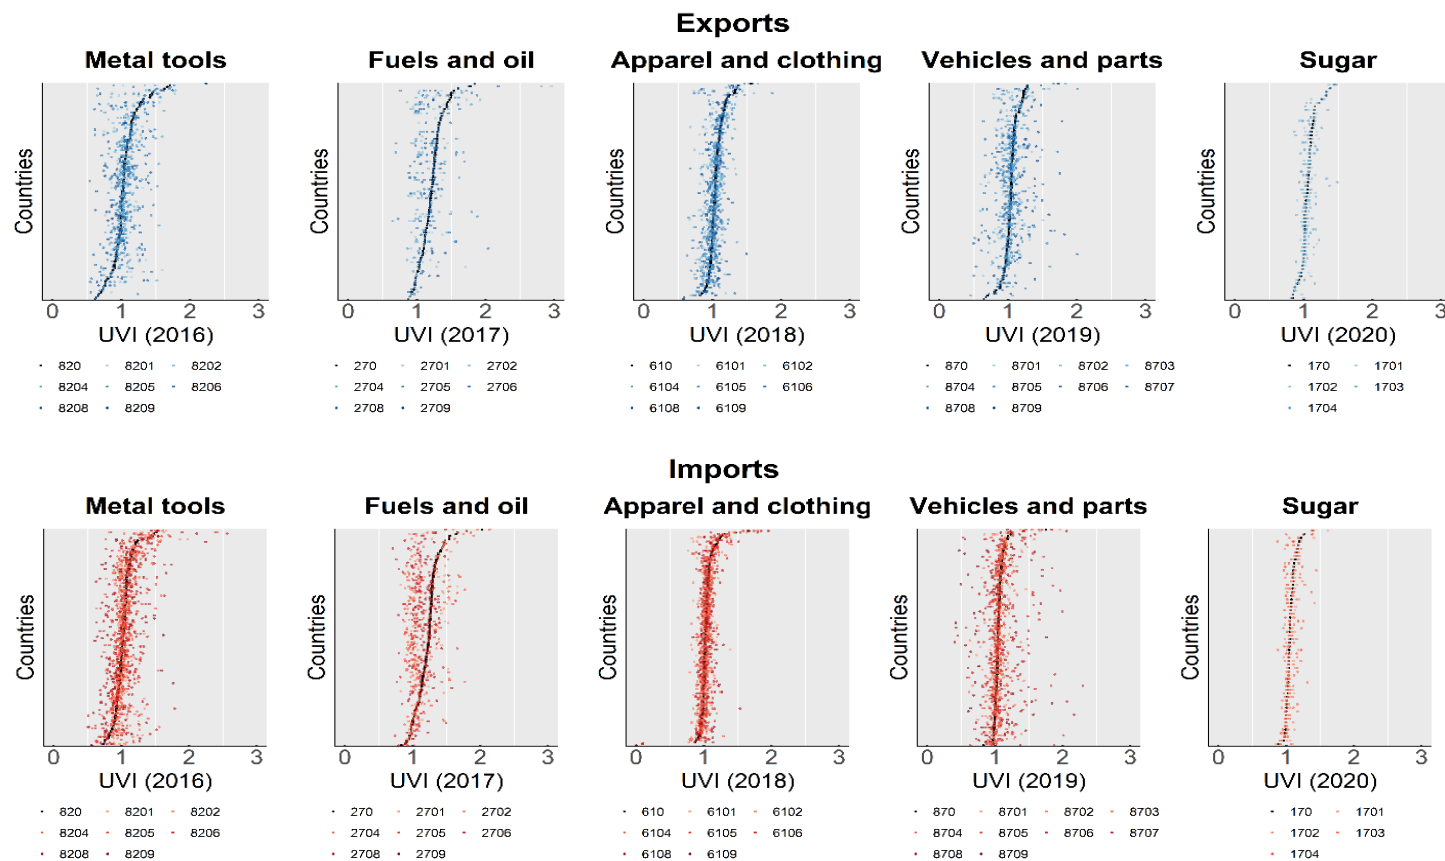 Exports
Metal tools Fuels and oil Apparel and clothing Vehicles and parts Sugar
Countries Countries Countries Countries Countries
0 1 2 3 0 1 2 3 0 1 2 3 0 1 2 3 0 1 2 3
UVI (2016) UVI (2017) UVI (2018) UVI (2019) UVI (2020)
820 8201 8202 270 2701 2702 610 6101 6102 870 8701 8702 8703 170 1701
8204 8205 8206 2704 2705 2706 6104 6105 6106 8704 8705 8706 8707 1702 1703
8208 8209 2708 2709 6108 6109 8708 8709 1704
Imports
Metal tools Fuels and oil Apparel and clothing Vehicles and parts Sugar
Countries Countries Countries Countries Countries
0 1 2 3 0 1 2 3 0 1 2 3 0 1 2 3 0 1 2 3
UVI (2016) UVI (2017) UVI (2018) UVI (2019) UVI (2020)
820 8201 8202 270 2701 2702 610 6101 6102 870 8701 8702 8703 170 1701
8204 8205 8206 2704 2705 2706 6104 6105 6106 8704 8705 8706 8707 1702 1703
8208 8209 2708 2709 6108 6109 8708 8709 1704